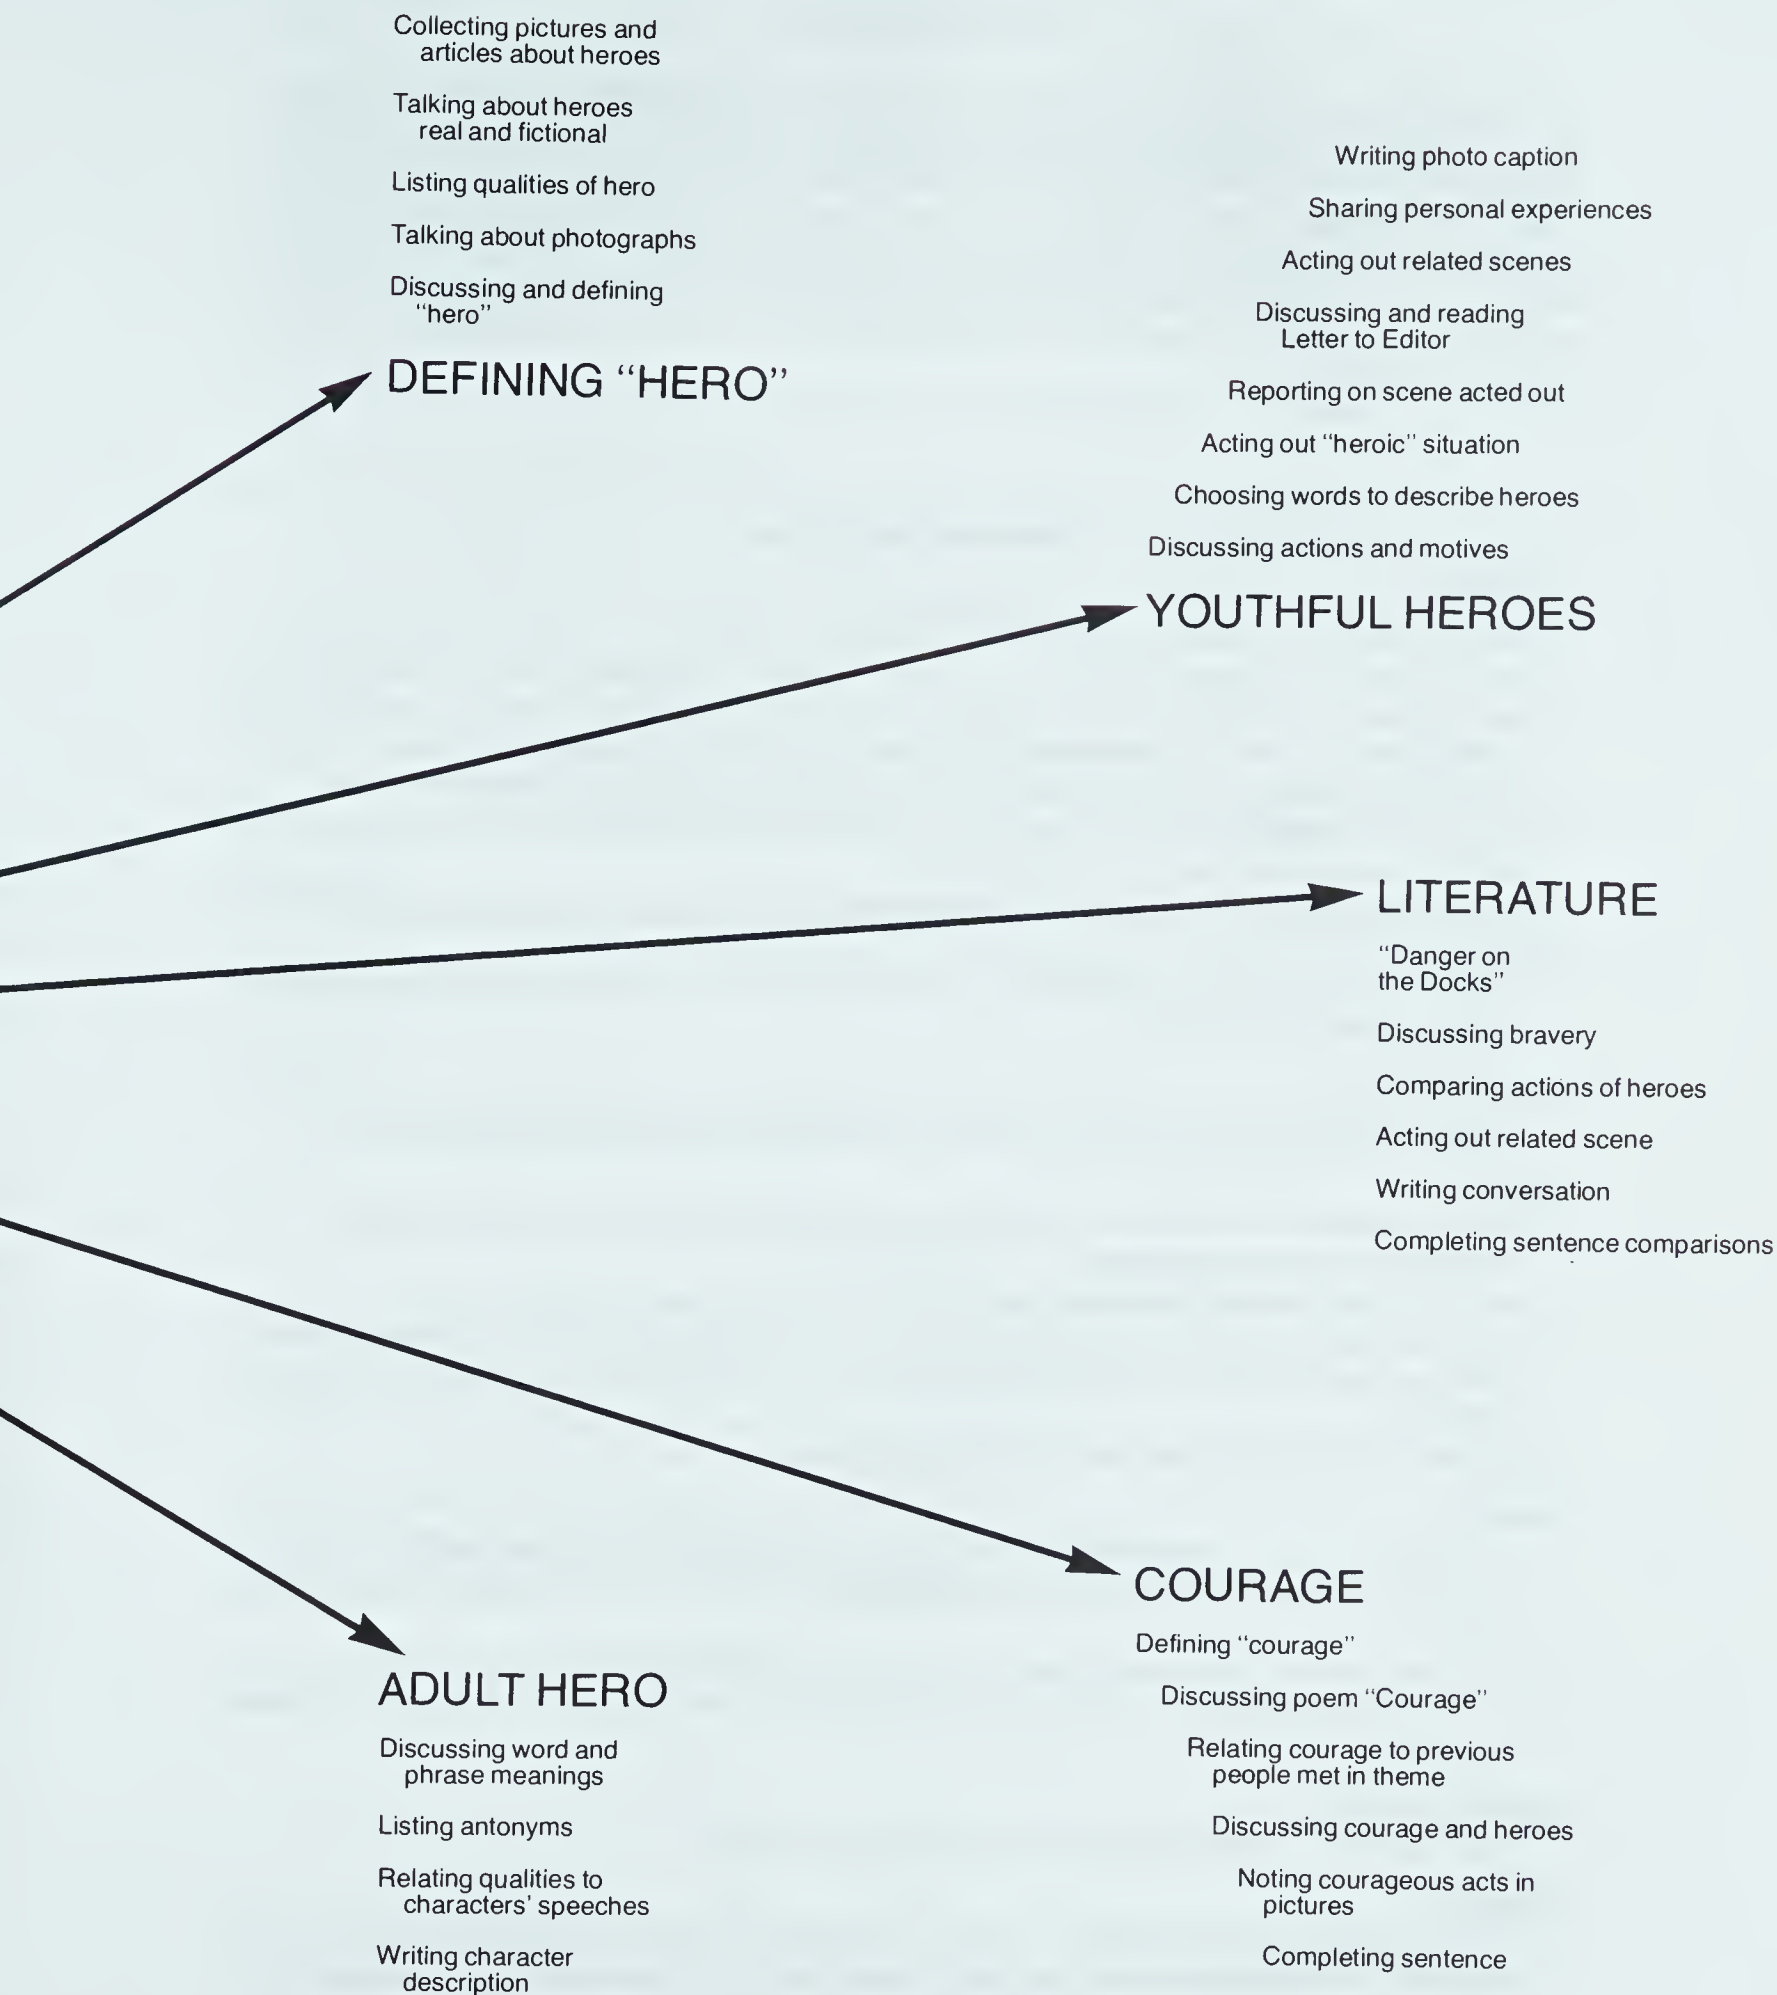 Collecting pictures and
articles about heroes
Talking about heroes
real and fictional
Listing qualities of hero
Talking about photographs
Discussing and defining
“hero”
DEFINING “HERO”
Writing photo caption
Sharing personal experiences
Acting out related scenes
Discussing and reading
Letter to Editor
Reporting on scene acted out
Acting out “heroic” situation
Choosing words to describe heroes
Discussing actions and motives
YOUTHFUL HEROES
LITERATURE
“Danger on
the Docks”
Discussing bravery
Comparing actions of heroes
Acting out related scene
Writing conversation
Completing sentence comparisons
COURAGE
Defining “courage”
Discussing poem “Courage”
Relating courage to previous
people met in theme
Discussing courage and heroes
Noting courageous acts in
pictures
Completing sentence
ADULT HERO
Discussing word and
phrase meanings
Listing antonyms
Relating qualities to
characters’ speeches
Writing character
description